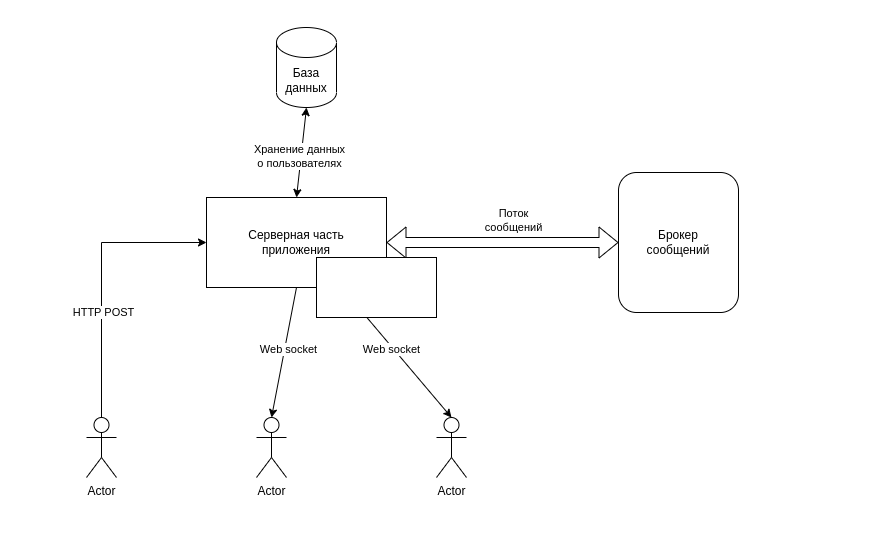 База
данных
Хранение данных
о пользователях
Поток
сообщений
Серверная часть
приложения
Брокер
сообщений
HTTP POST
Web socket
Web socket
Actor
Actor
Actor